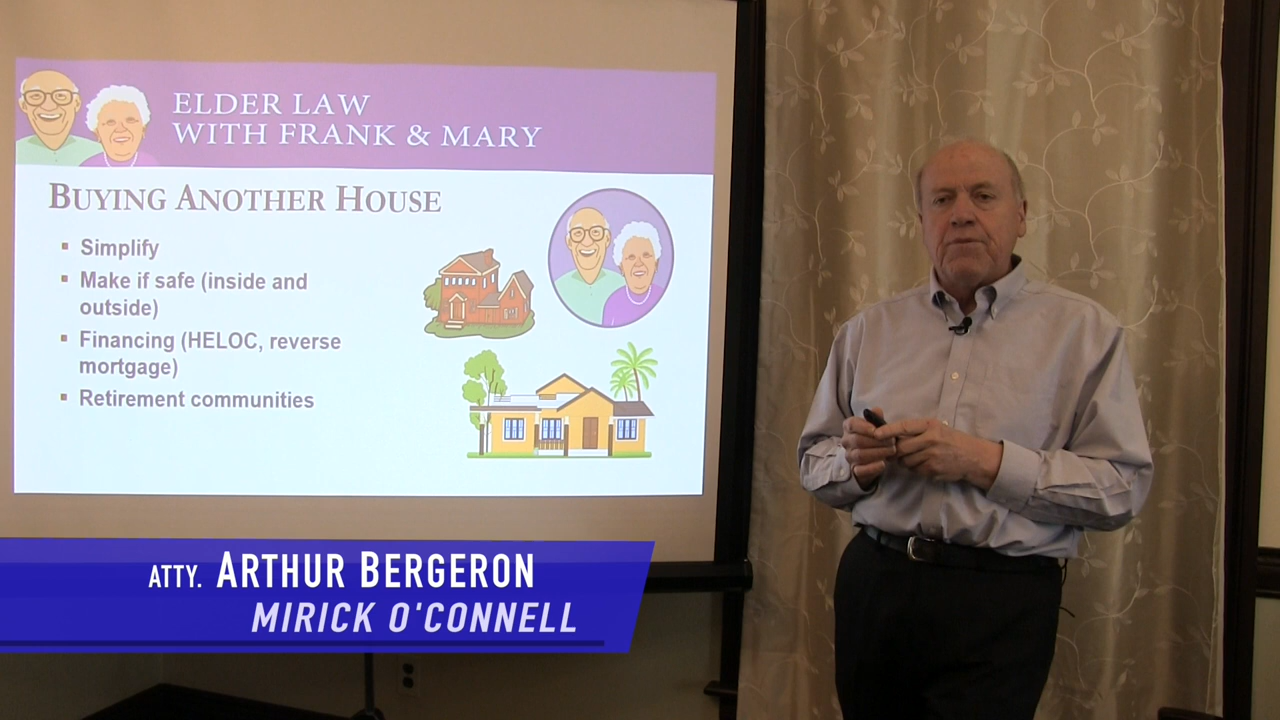 ELDER LAW
WITH FRANK & MARY
BUYING ANOTHER HOUSE
Simplify
Make if safe (inside and
outside)
Financing (HELOC, reverse
mortgage)
Retirement communities
ATTY. ARTHUR BERGERON
MIRICK O'CONNELL